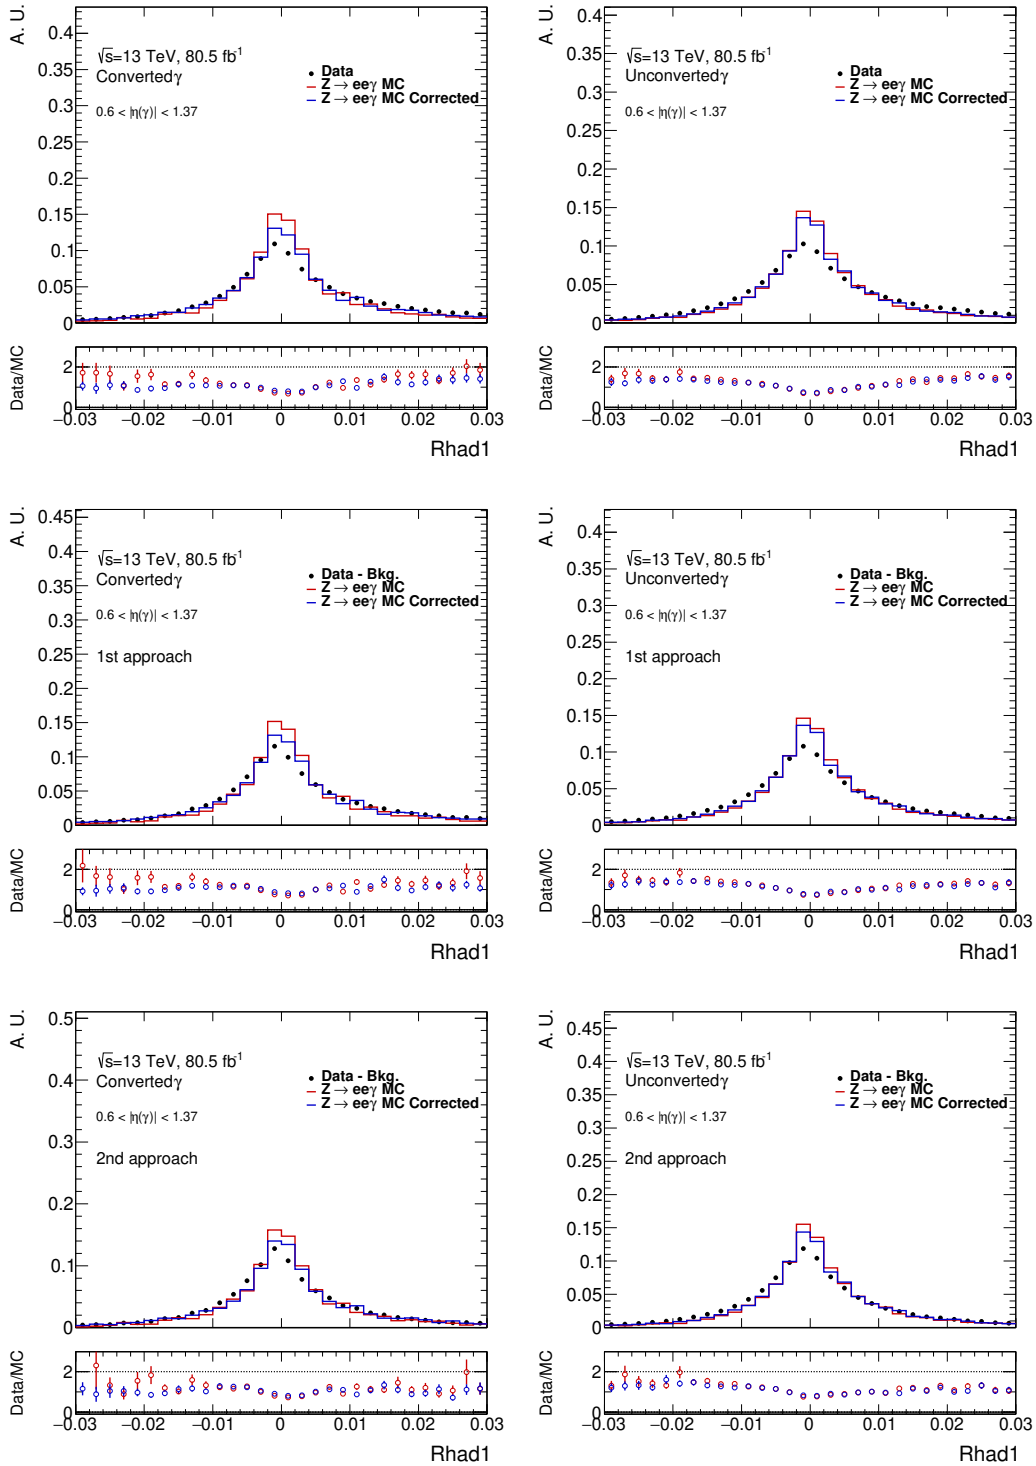 A. U.
0.4
0.35
0.3
0.25
0.2
0.15
0.1
0.05
0
√s=13 TeV, 80.5 fb⁻¹
Convertedγ
0.6 < |η(γ)| < 1.37
Data
Z → eeγ MC
Z → eeγ MC Corrected
Data/MC
2
0
−0.03 −0.02 −0.01 0 0.01 0.02 0.03
Rhad1
A. U.
0.4
0.35
0.3
0.25
0.2
0.15
0.1
0.05
0
√s=13 TeV, 80.5 fb⁻¹
Unconvertedγ
0.6 < |η(γ)| < 1.37
Data
Z → eeγ MC
Z → eeγ MC Corrected
Data/MC
2
0
−0.03 −0.02 −0.01 0 0.01 0.02 0.03
Rhad1
A. U.
0.45
0.4
0.35
0.3
0.25
0.2
0.15
0.1
0.05
0
√s=13 TeV, 80.5 fb⁻¹
Convertedγ
0.6 < |η(γ)| < 1.37
1st approach
Data - Bkg.
Z → eeγ MC
Z → eeγ MC Corrected
Data/MC
2
0
−0.03 −0.02 −0.01 0 0.01 0.02 0.03
Rhad1
A. U.
0.4
0.35
0.3
0.25
0.2
0.15
0.1
0.05
0
√s=13 TeV, 80.5 fb⁻¹
Unconvertedγ
0.6 < |η(γ)| < 1.37
1st approach
Data - Bkg.
Z → eeγ MC
Z → eeγ MC Corrected
Data/MC
2
0
−0.03 −0.02 −0.01 0 0.01 0.02 0.03
Rhad1
A. U.
0.5
0.4
0.3
0.2
0.1
0
√s=13 TeV, 80.5 fb⁻¹
Convertedγ
0.6 < |η(γ)| < 1.37
2nd approach
Data - Bkg.
Z → eeγ MC
Z → eeγ MC Corrected
Data/MC
2
0
−0.03 −0.02 −0.01 0 0.01 0.02 0.03
Rhad1
A. U.
0.45
0.4
0.35
0.3
0.25
0.2
0.15
0.1
0.05
0
√s=13 TeV, 80.5 fb⁻¹
Unconvertedγ
0.6 < |η(γ)| < 1.37
2nd approach
Data - Bkg.
Z → eeγ MC
Z → eeγ MC Corrected
Data/MC
2
0
−0.03 −0.02 −0.01 0 0.01 0.02 0.03
Rhad1